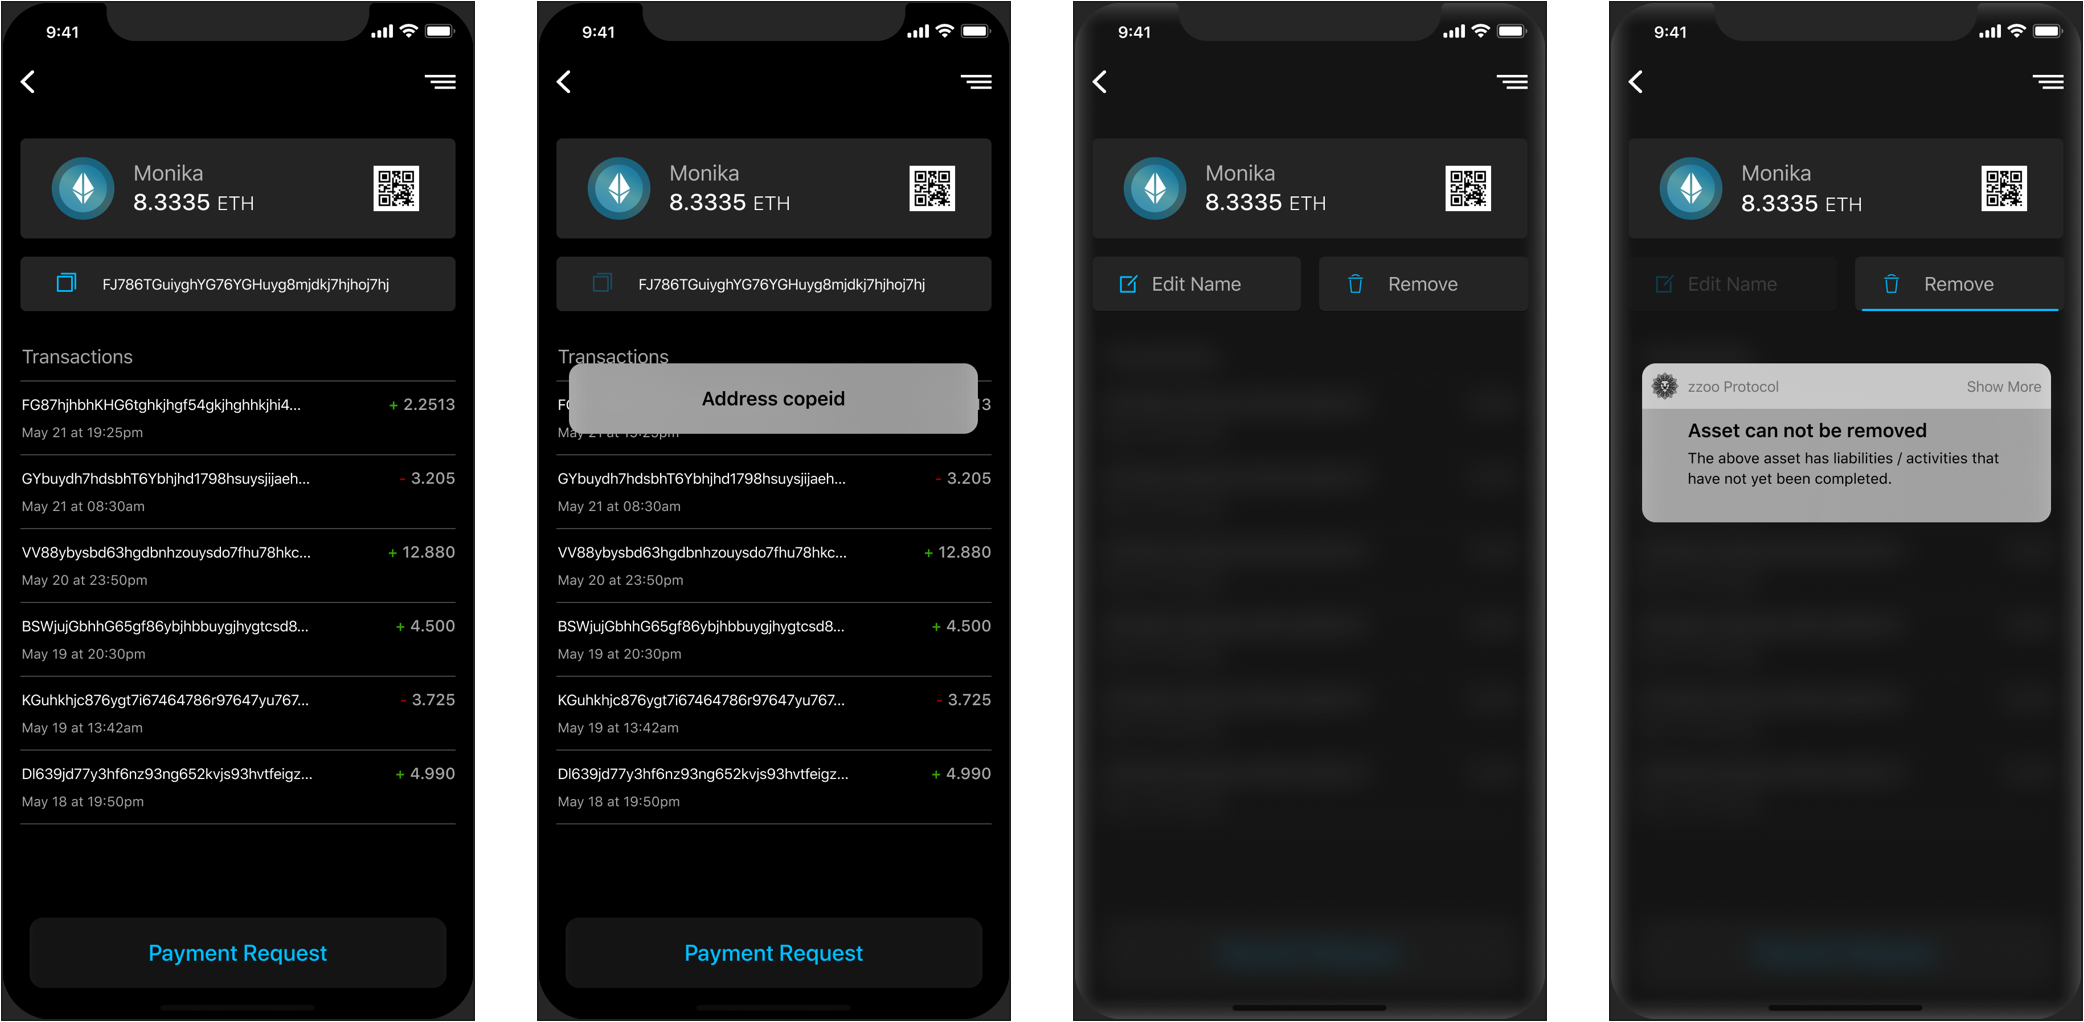 9:41
Monika
8.3335 ETH
FJ786TGuiyghYG76YGHuyg8mjdkj7hjhoj7hj
Transactions
FG87hjhbhKHG6tghkjhgf54gkjhghhkjhi4... + 2.2513
May 21 at 19:25pm
GYbuydh7hdsbhT6Ybhjhd1798hsuysjijaeh... - 3.205
May 21 at 08:30am
VV88ybysbd63hgdbnhzouysdo7fhu78hkc... + 12.880
May 20 at 23:50pm
BSWjujGbhhG65gf86ybjhbbuygjhygtcsd8... + 4.500
May 19 at 20:30pm
KGuhkhjc876ygt7i67464786r97647yu767... - 3.725
May 19 at 13:42am
DI639jd77y3hf6nz93ng652kvjs93hvtfeigz... + 4.990
May 18 at 19:50pm
Payment Request
9:41
Monika
8.3335 ETH
FJ786TGuiyghYG76YGHuyg8mjdkj7hjhoj7hj
Transactions
Address copeid
May 21 at 19:25pm
GYbuydh7hdsbhT6Ybhjhd1798hsuysjijaeh... - 3.205
May 21 at 08:30am
VV88ybysbd63hgdbnhzouysdo7fhu78hkc... + 12.880
May 20 at 23:50pm
BSWjujGbhhG65gf86ybjhbbuygjhygtcsd8... + 4.500
May 19 at 20:30pm
KGuhkhjc876ygt7i67464786r97647yu767... - 3.725
May 19 at 13:42am
DI639jd77y3hf6nz93ng652kvjs93hvtfeigz... + 4.990
May 18 at 19:50pm
Payment Request
9:41
Monika
8.3335 ETH
Edit Name
Remove
9:41
Monika
8.3335 ETH
Edit Name
Remove
zzoo Protocol
Show More
Asset can not be removed
The above asset has liabilities / activities that
have not yet been completed.